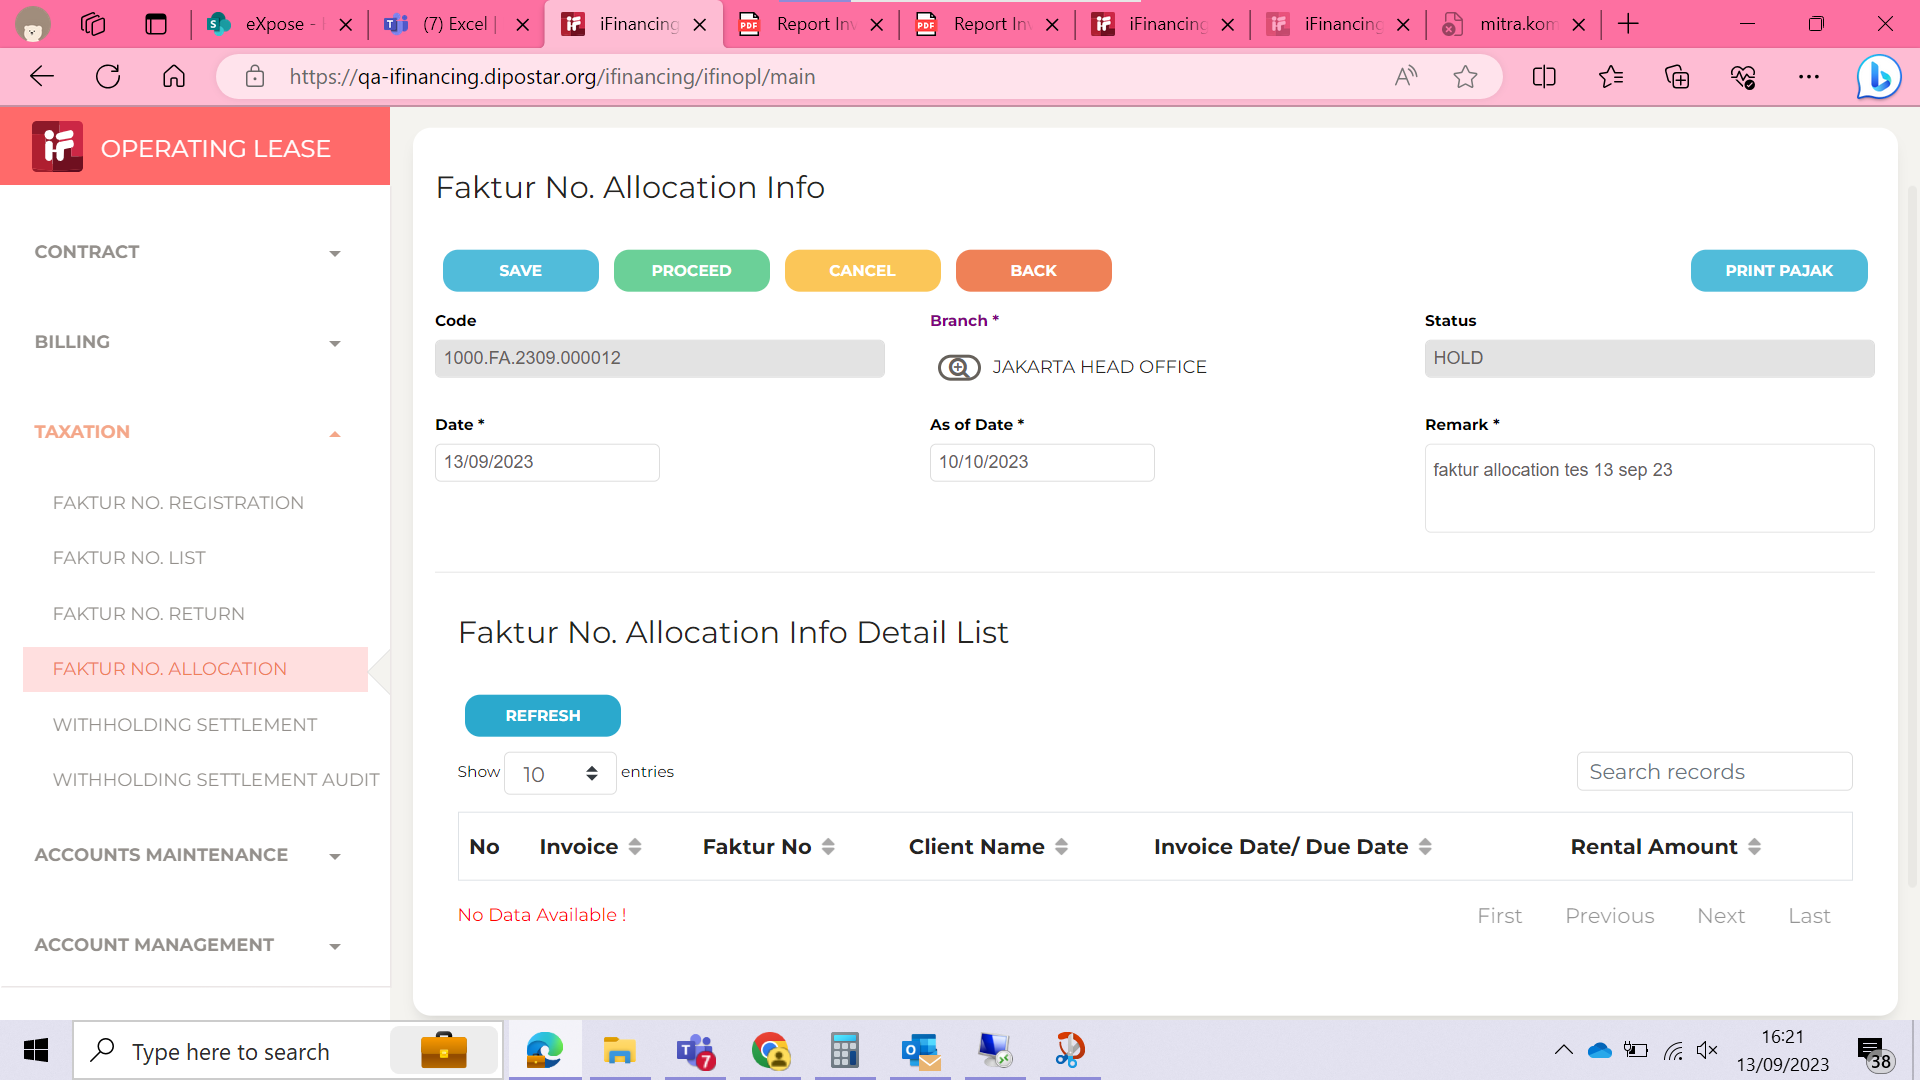 eXpose -
(7) Excel |
iFinancing
Report Inv
Report Inv
iFinancing
iFinancing
mitra.kom
https://qa-ifinancing.dipostar.org/ifinancing/ifinopl/main
iF OPERATING LEASE
CONTRACT
BILLING
TAXATION
FAKTUR NO. REGISTRATION
FAKTUR NO. LIST
FAKTUR NO. RETURN
FAKTUR NO. ALLOCATION
WITHHOLDING SETTLEMENT
WITHHOLDING SETTLEMENT AUDIT
ACCOUNTS MAINTENANCE
ACCOUNT MANAGEMENT
Faktur No. Allocation Info
SAVE PROCEED CANCEL BACK PRINT PAJAK
Code Branch * Status
1000.FA.2309.000012 JAKARTA HEAD OFFICE HOLD
Date * As of Date * Remark *
13/09/2023 10/10/2023 faktur allocation tes 13 sep 23
Faktur No. Allocation Info Detail List
REFRESH
Show 10 entries Search records
No Invoice Faktur No Client Name Invoice Date/ Due Date Rental Amount
No Data Available ! First Previous Next Last
Type here to search
7
16:21
13/09/2023
38